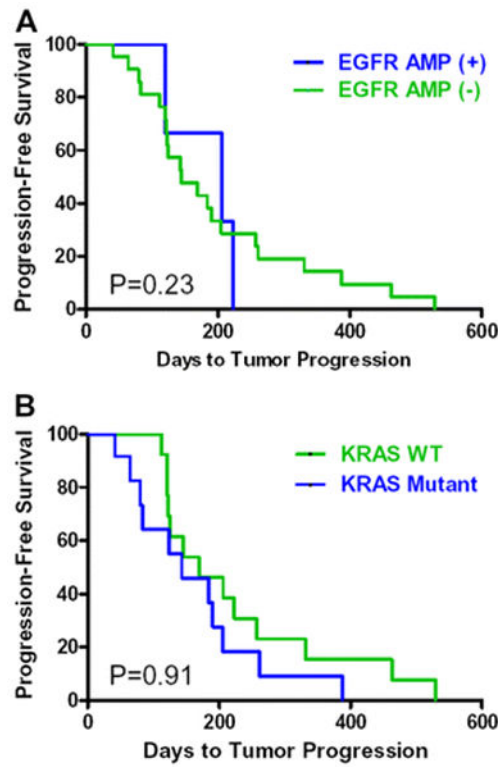 A
Progression-Free Survival
100
80
60
40
20
0
EGFR AMP (+)
EGFR AMP (-)
P=0.23
0 200 400 600
Days to Tumor Progression
B
Progression-Free Survival
100
80
60
40
20
0
KRAS WT
KRAS Mutant
P=0.91
0 200 400 600
Days to Tumor Progression